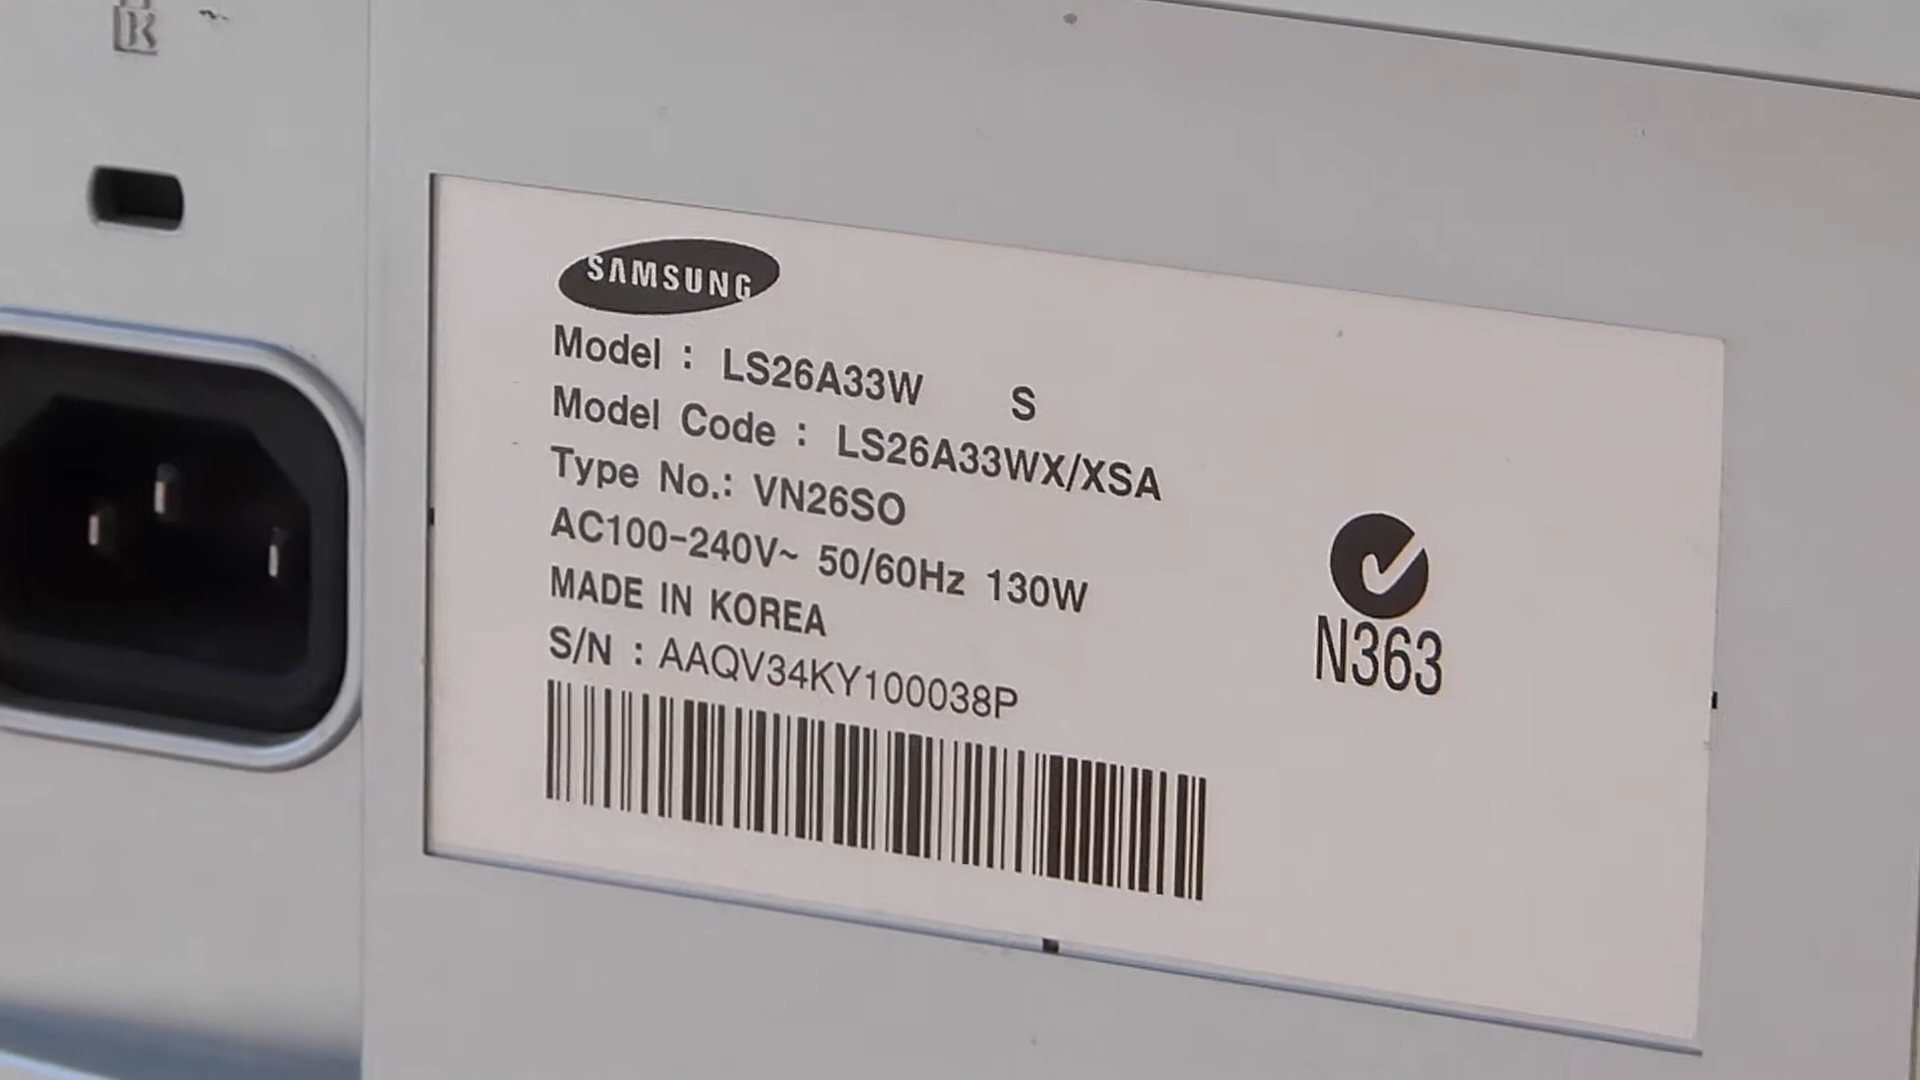 SAMSUNG
Model : LS26A33W S
Model Code : LS26A33WX/XSA
Type No.: VN26SO
AC100-240V~ 50/60Hz 130W
MADE IN KOREA
S/N : AAQV34KY100038P
N363
K